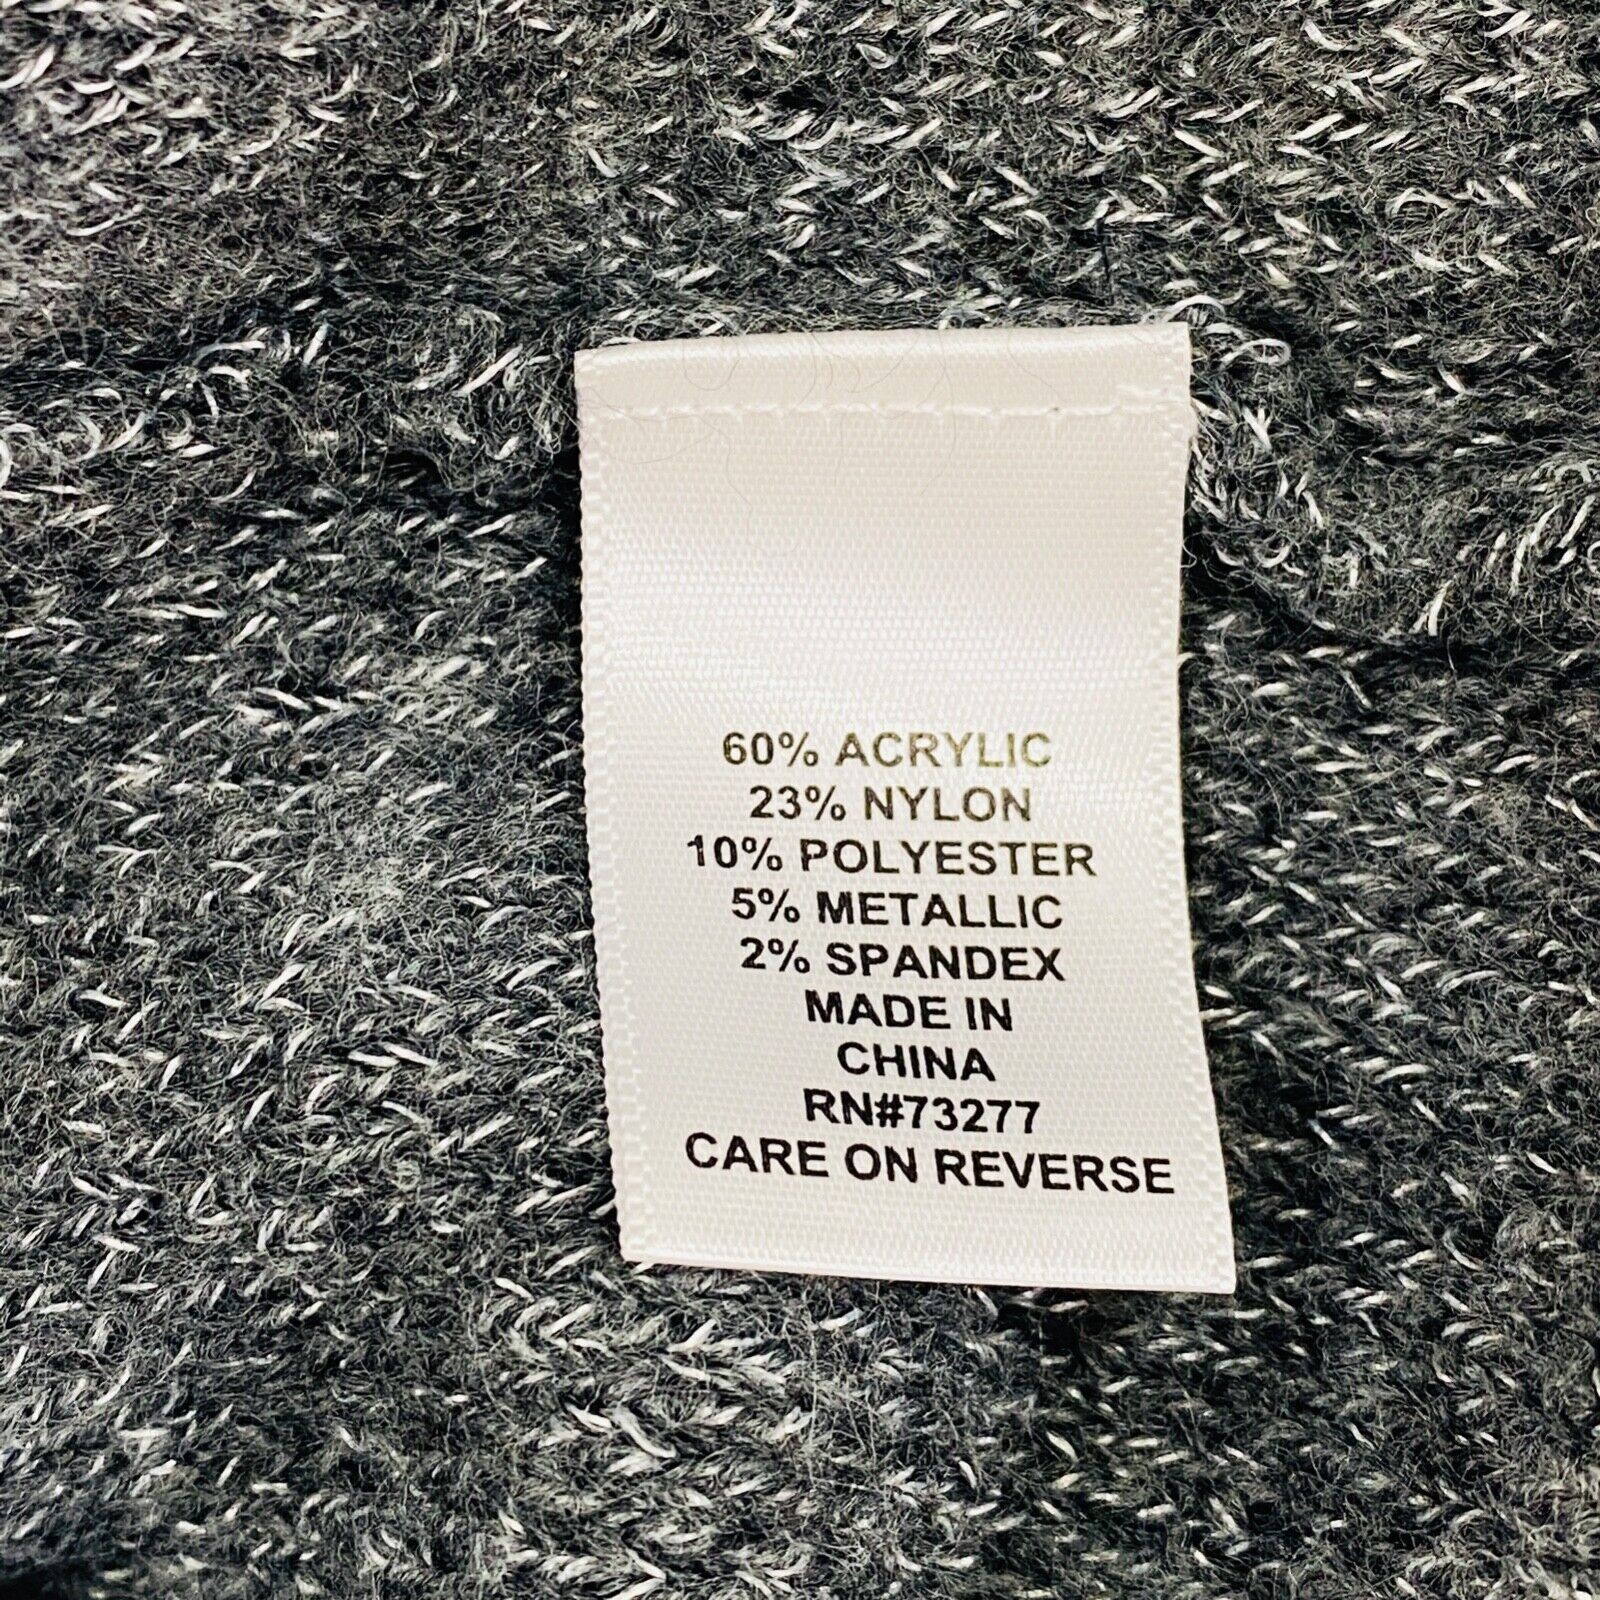 60% ACRYLIC
23% NYLON
10% POLYESTER
5% METALLIC
2% SPANDEX
MADE IN
CHINA
RN#73277
CARE ON REVERSE